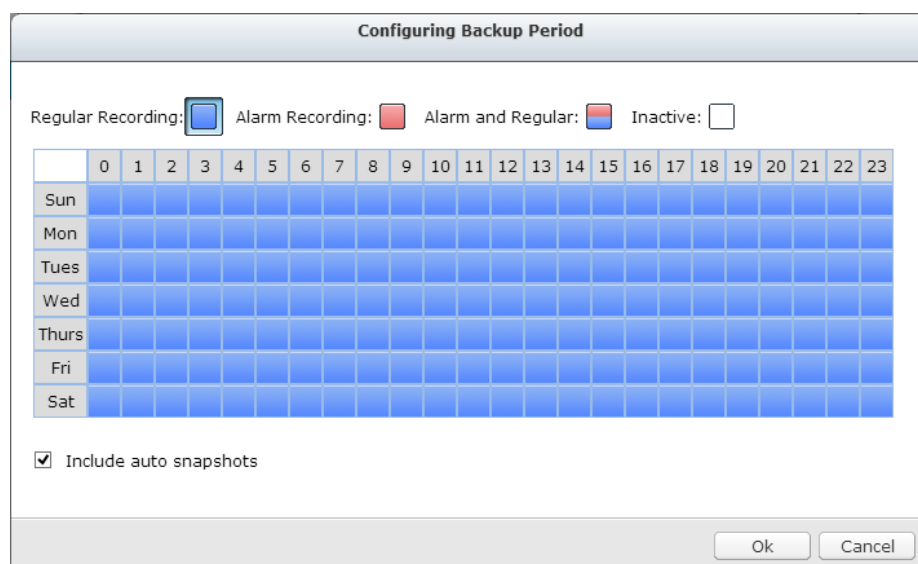 Configuring Backup Period
Regular Recording: Alarm Recording: Alarm and Regular: Inactive:
0 1 2 3 4 5 6 7 8 9 10 11 12 13 14 15 16 17 18 19 20 21 22 23
Sun
Mon
Tues
Wed
Thurs
Fri
Sat
Include auto snapshots
Ok Cancel